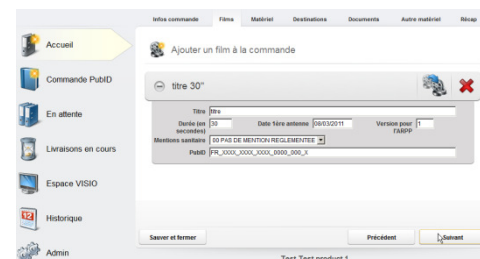 Infos commande Films Matériel Destinations Documents Autre matériel Récap
Accueil
Ajouter un film à la commande
Commande PubID
titre 30"
Titre titre
Durée (en secondes) 30 Date 1ère antenne 08/03/2011 Version pour l'ARPP 1
Mentions sanitaire 00 PAS DE MENTION REGLEMENTEE
PubID FR_XXXX_XXXX_XXXX_0000_000_X
En attente
Livraisons en cours
Espace VISIO
12
Historique
Sauver et fermer Précédent Suivant
Admin
Test Test product 1